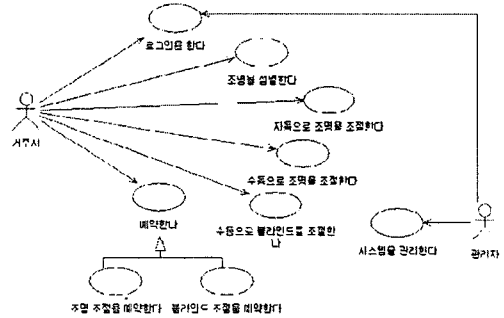 로그인을 한다
조명을 선별한다
자동으로 조명을 조절한다
거주자
수동으로 조명을 조절한다
예약한다
수동으로 블라인드를 조절한
다
시스템을 관리한다
관리자
조명 조절을 예약한다
블라인드 조절을 예약한다